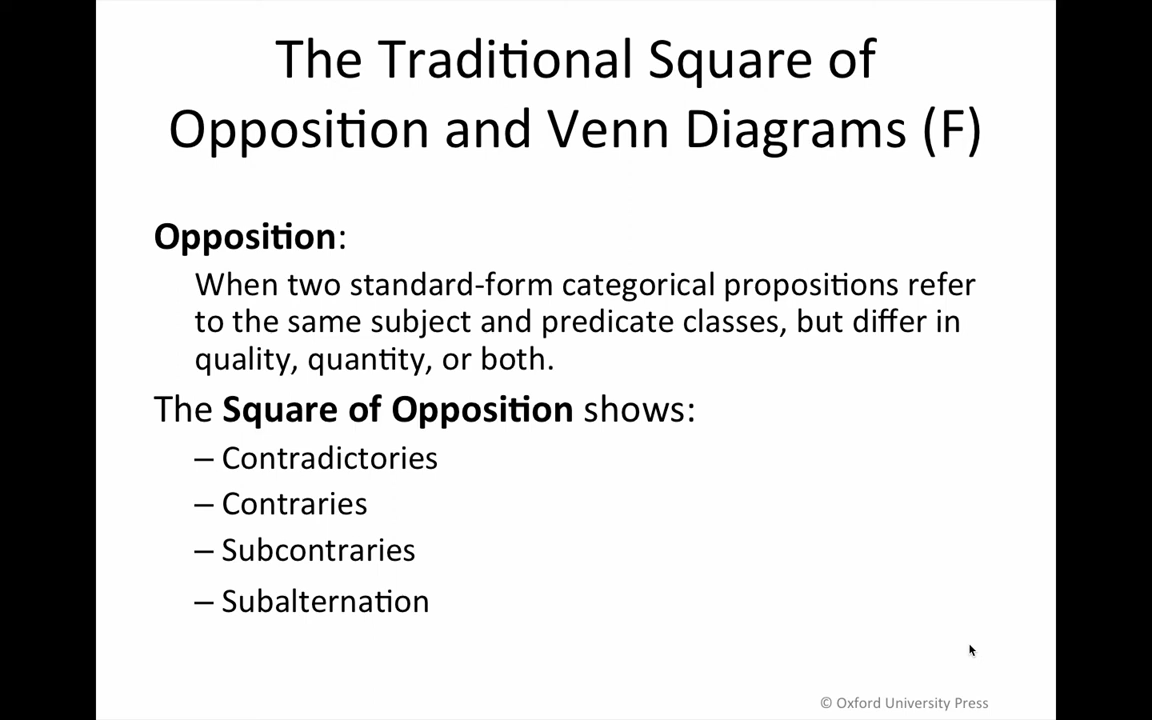 The Traditional Square of
Opposition and Venn Diagrams (F)
Opposition:
When two standard-form categorical propositions refer
to the same subject and predicate classes, but differ in
quality, quantity, or both.
The Square of Opposition shows:
– Contradictories
– Contraries
– Subcontraries
– Subalternation
© Oxford University Press